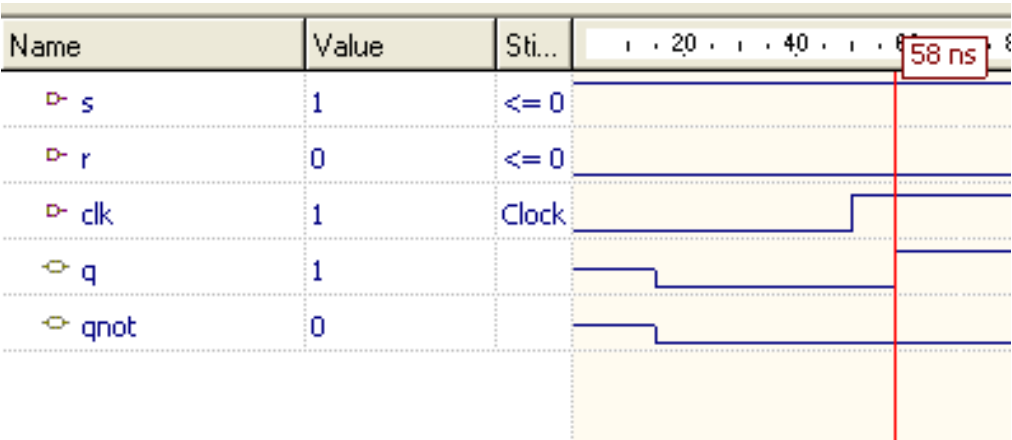 Name Value Sti... 20 40
58 ns
s 1 <= 0
r 0 <= 0
clk 1 Clock
q 1
qnot 0